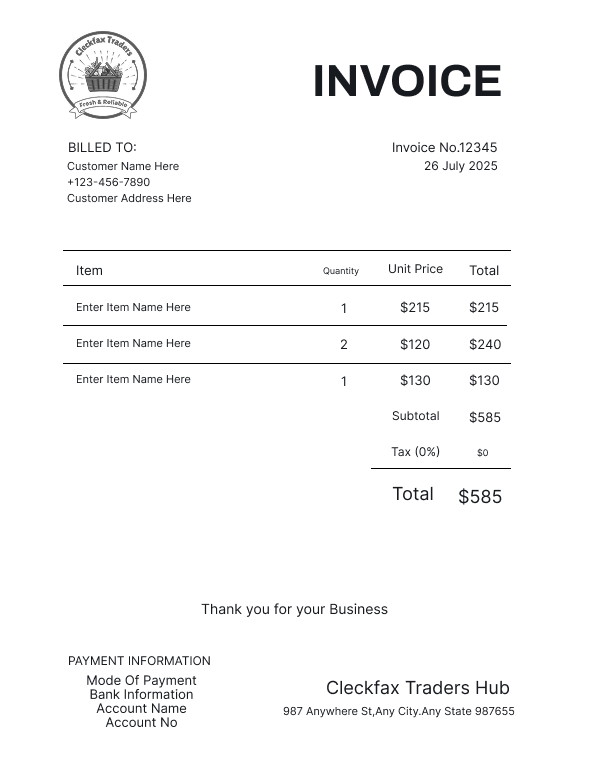 Cleckfax Traders
Fresh & Reliable
INVOICE
BILLED TO:
Customer Name Here
+123-456-7890
Customer Address Here
Invoice No.12345
26 July 2025
Item Quantity Unit Price Total
Enter Item Name Here 1 $215 $215
Enter Item Name Here 2 $120 $240
Enter Item Name Here 1 $130 $130
Subtotal $585
Tax (0%) $0
Total $585
Thank you for your Business
PAYMENT INFORMATION
Mode Of Payment
Bank Information
Account Name
Account No
Cleckfax Traders Hub
987 Anywhere St,Any City.Any State 987655